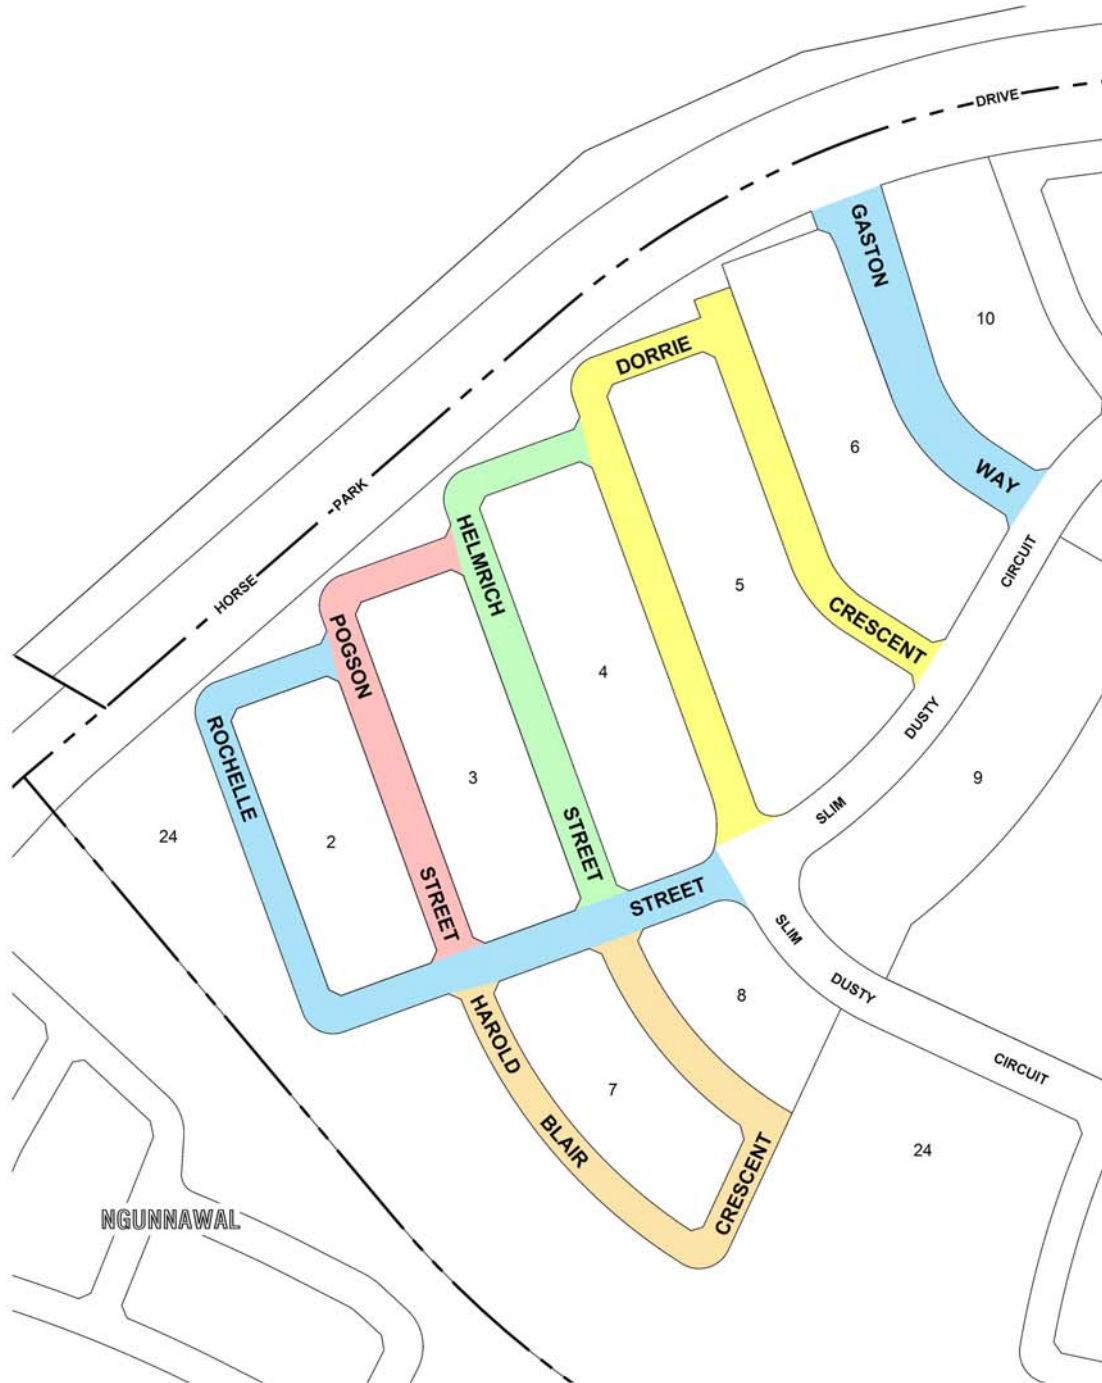 DRIVE
GASTON
WAY
10
DORRIE
CRESCENT
6
HORSE
PARK
HELMRICH
STREET
CIRCUIT
5
POGSON
STREET
4
ROCHELLE
STREET
DUSTY
3
9
SLIM
24
2
SLIM
DUSTY
CIRCUIT
8
HAROLD
BLAIR
CRESCENT
7
24
NGUNNAWAL